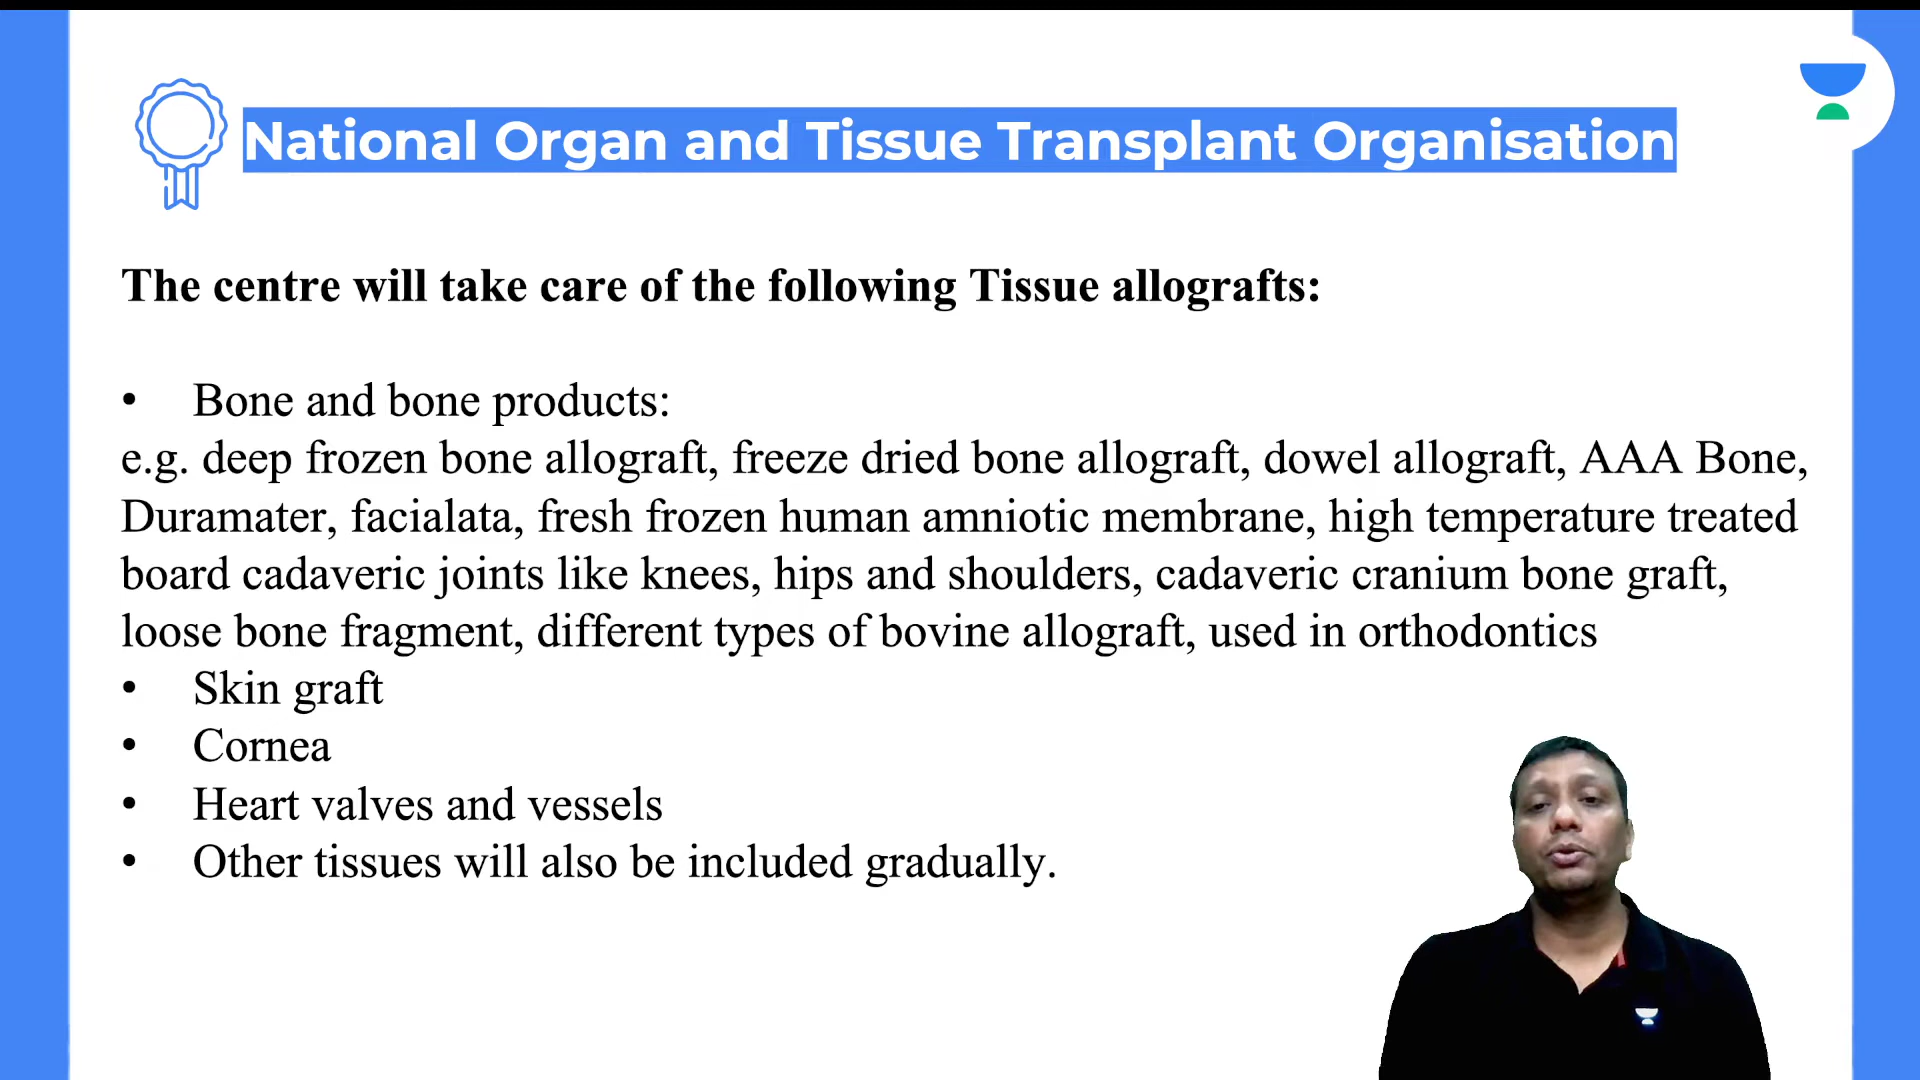 National Organ and Tissue Transplant Organisation
The centre will take care of the following Tissue allografts:
• Bone and bone products:
e.g. deep frozen bone allograft, freeze dried bone allograft, dowel allograft, AAA Bone,
Duramater, facialata, fresh frozen human amniotic membrane, high temperature treated
board cadaveric joints like knees, hips and shoulders, cadaveric cranium bone graft,
loose bone fragment, different types of bovine allograft, used in orthodontics
• Skin graft
• Cornea
• Heart valves and vessels
• Other tissues will also be included gradually.